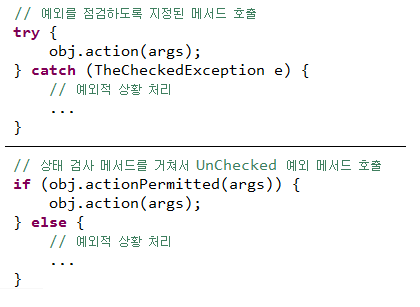 // 예외를 점검하도록 지정된 메서드 호출
try {
    obj.action(args);
} catch (TheCheckedException e) {
    // 예외적 상황 처리
    ...
}
// 상태 검사 메서드를 거쳐서 UnChecked 예외 메서드 호출
if (obj.actionPermitted(args)) {
    obj.action(args);
} else {
    // 예외적 상황 처리
    ...
}